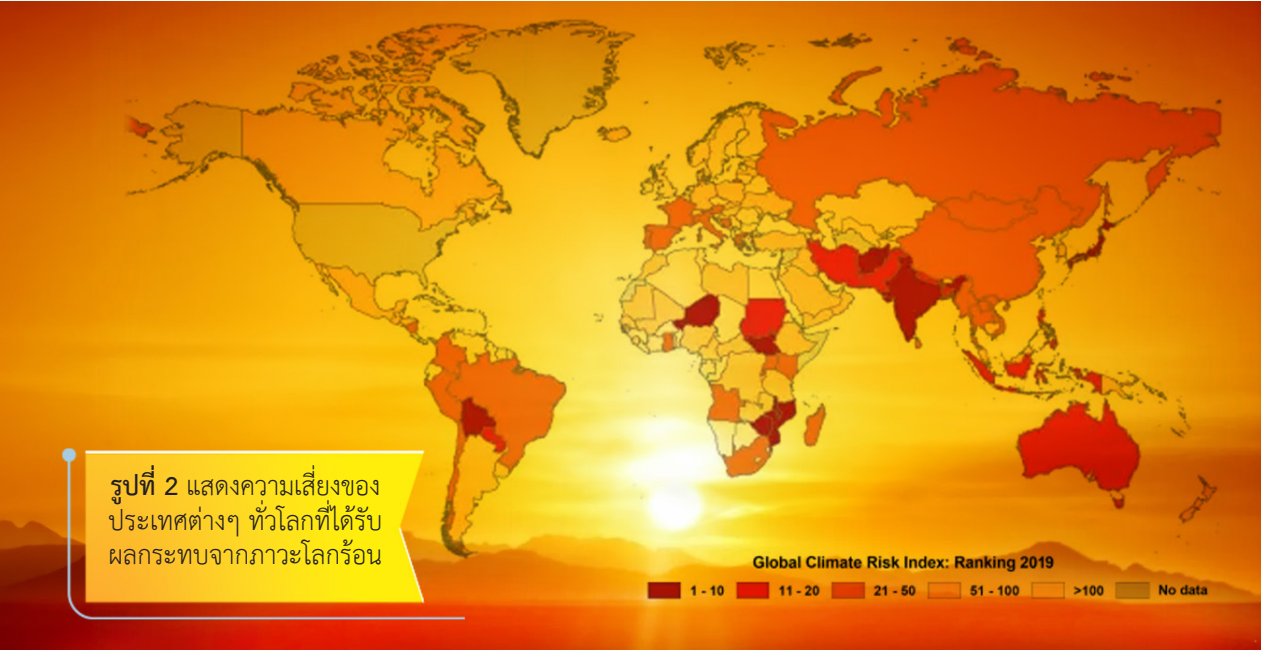 รูปที่ 2 แสดงความเสี่ยงของ
ประเทศต่างๆ ทั่วโลกที่ได้รับ
ผลกระทบจากภาวะโลกร้อน
Global Climate Risk Index: Ranking 2019
1 - 10 11 - 20 21 - 50 51 - 100 >100 No data